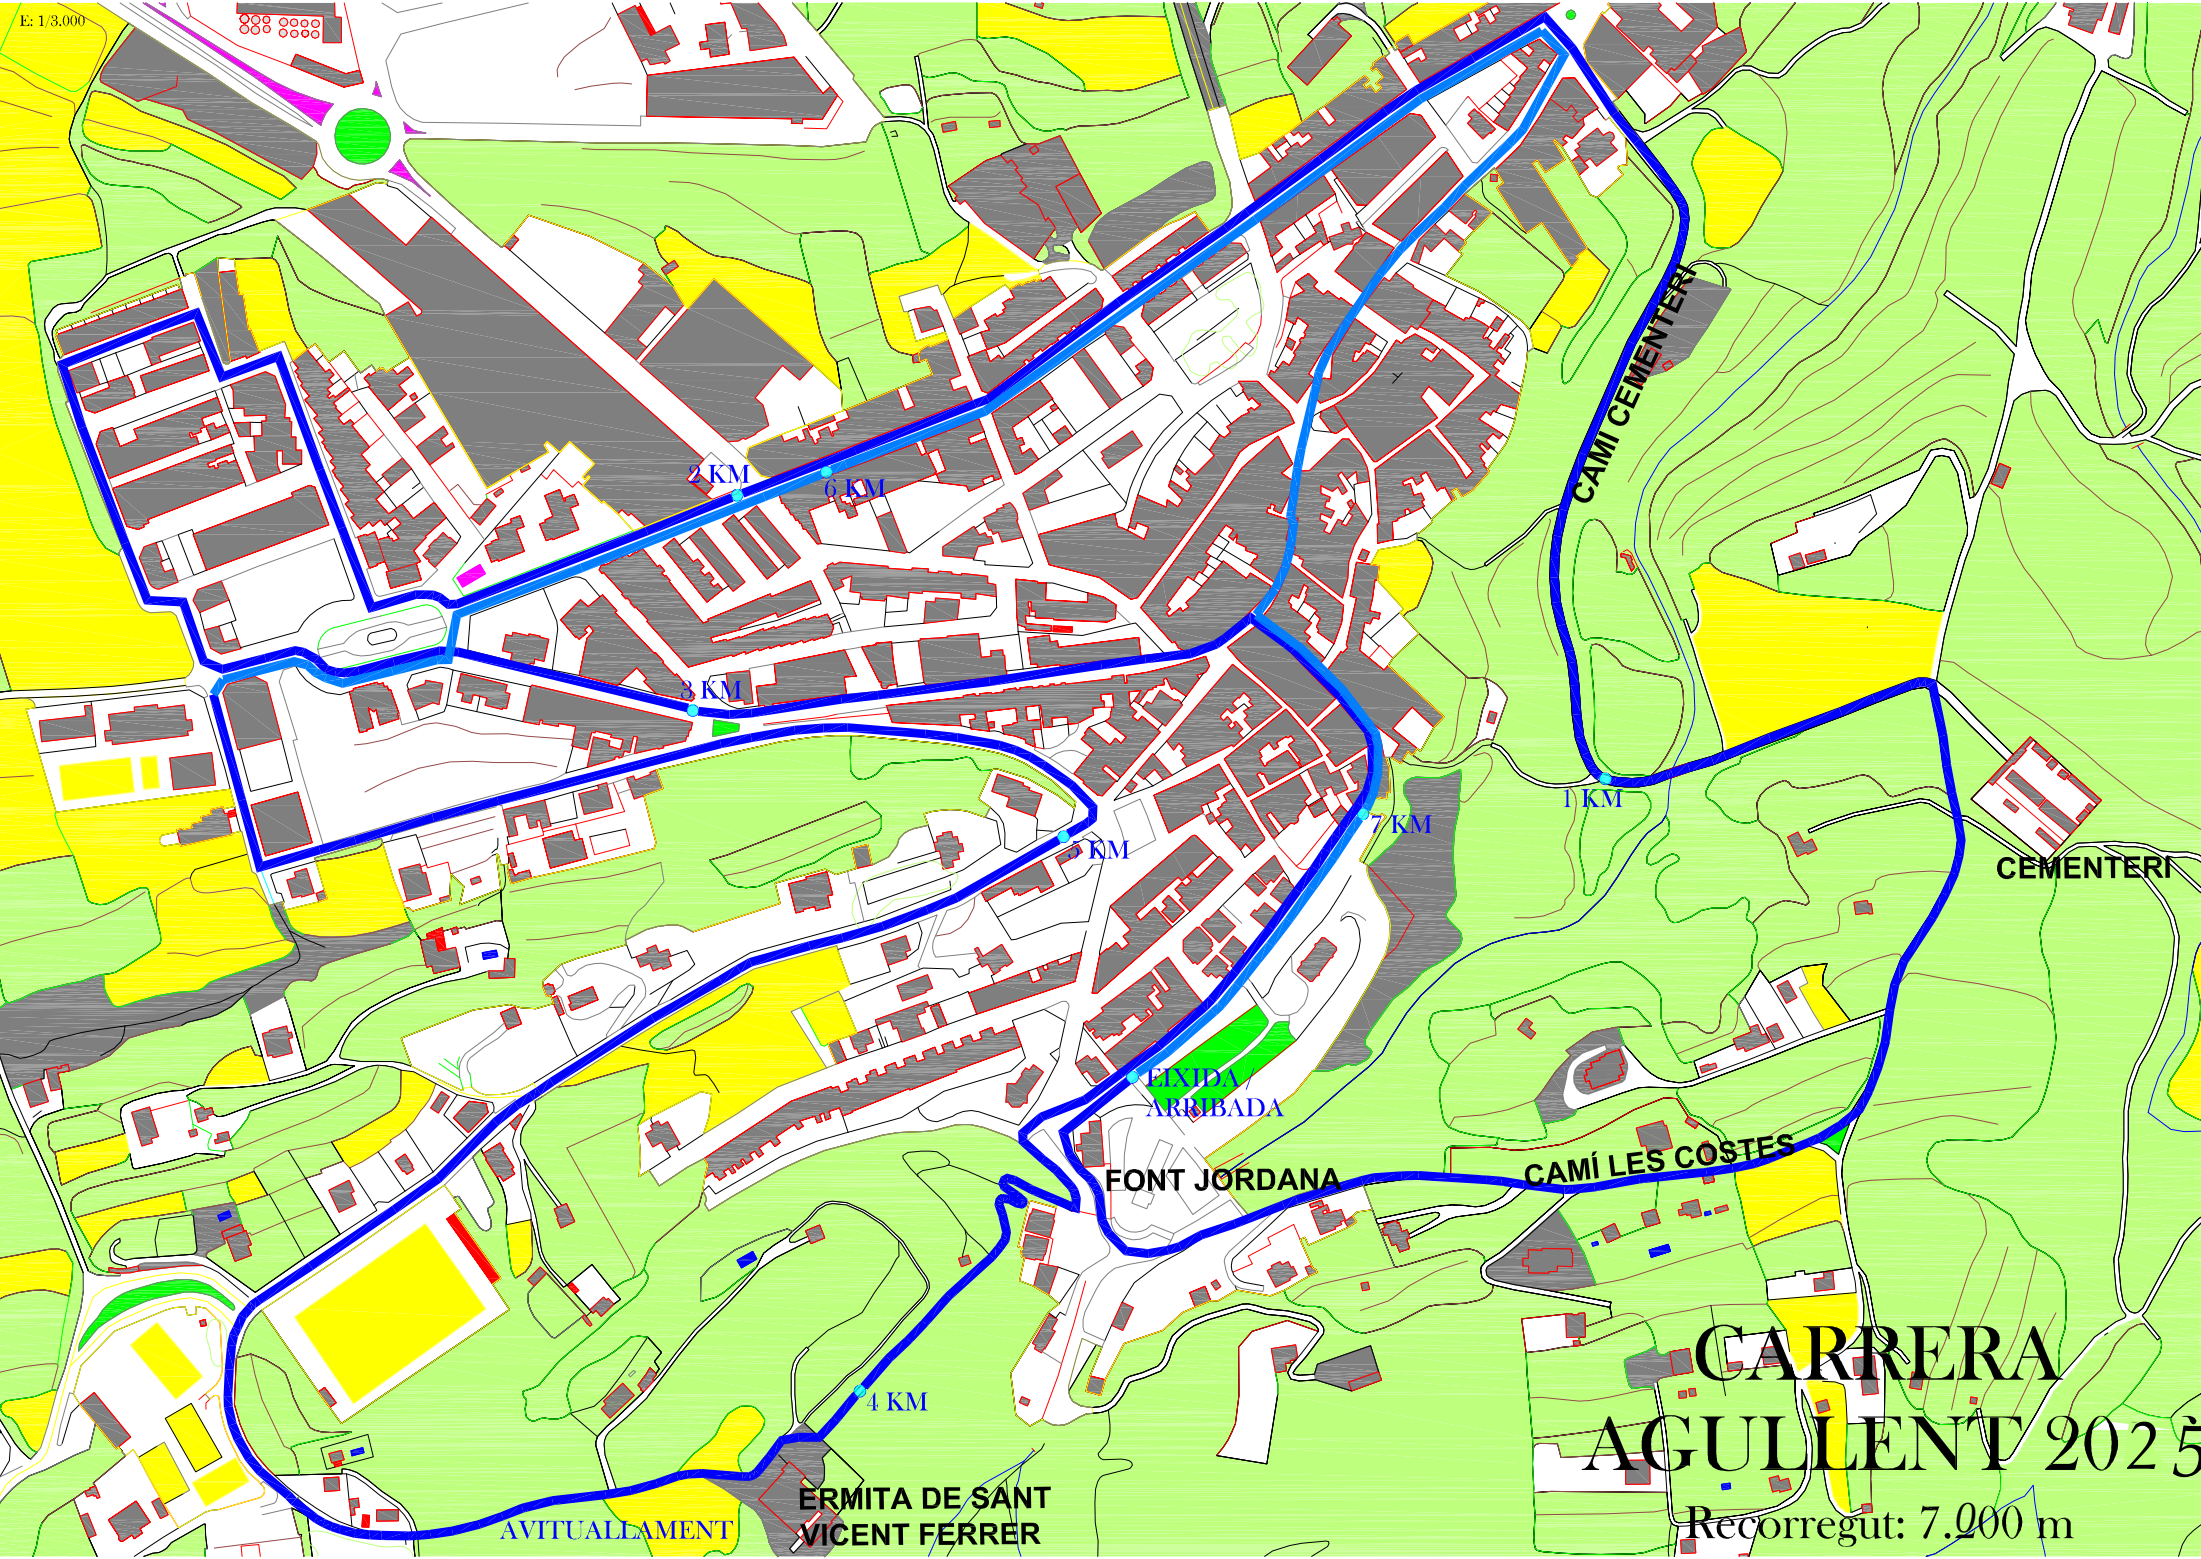 E: 1/3.000
2 KM
6 KM
CAMI CEMENTERI
3 KM
1 KM
7 KM
5 KM
CEMENTERI
EIXIDA /
ARRIBADA
CAMÍ LES COSTES
FONT JORDANA
4 KM
CARRERA
AGULLENT 2025
ERMITA DE SANT
VICENT FERRER
AVITUALLAMENT
Recorregut: 7.000 m